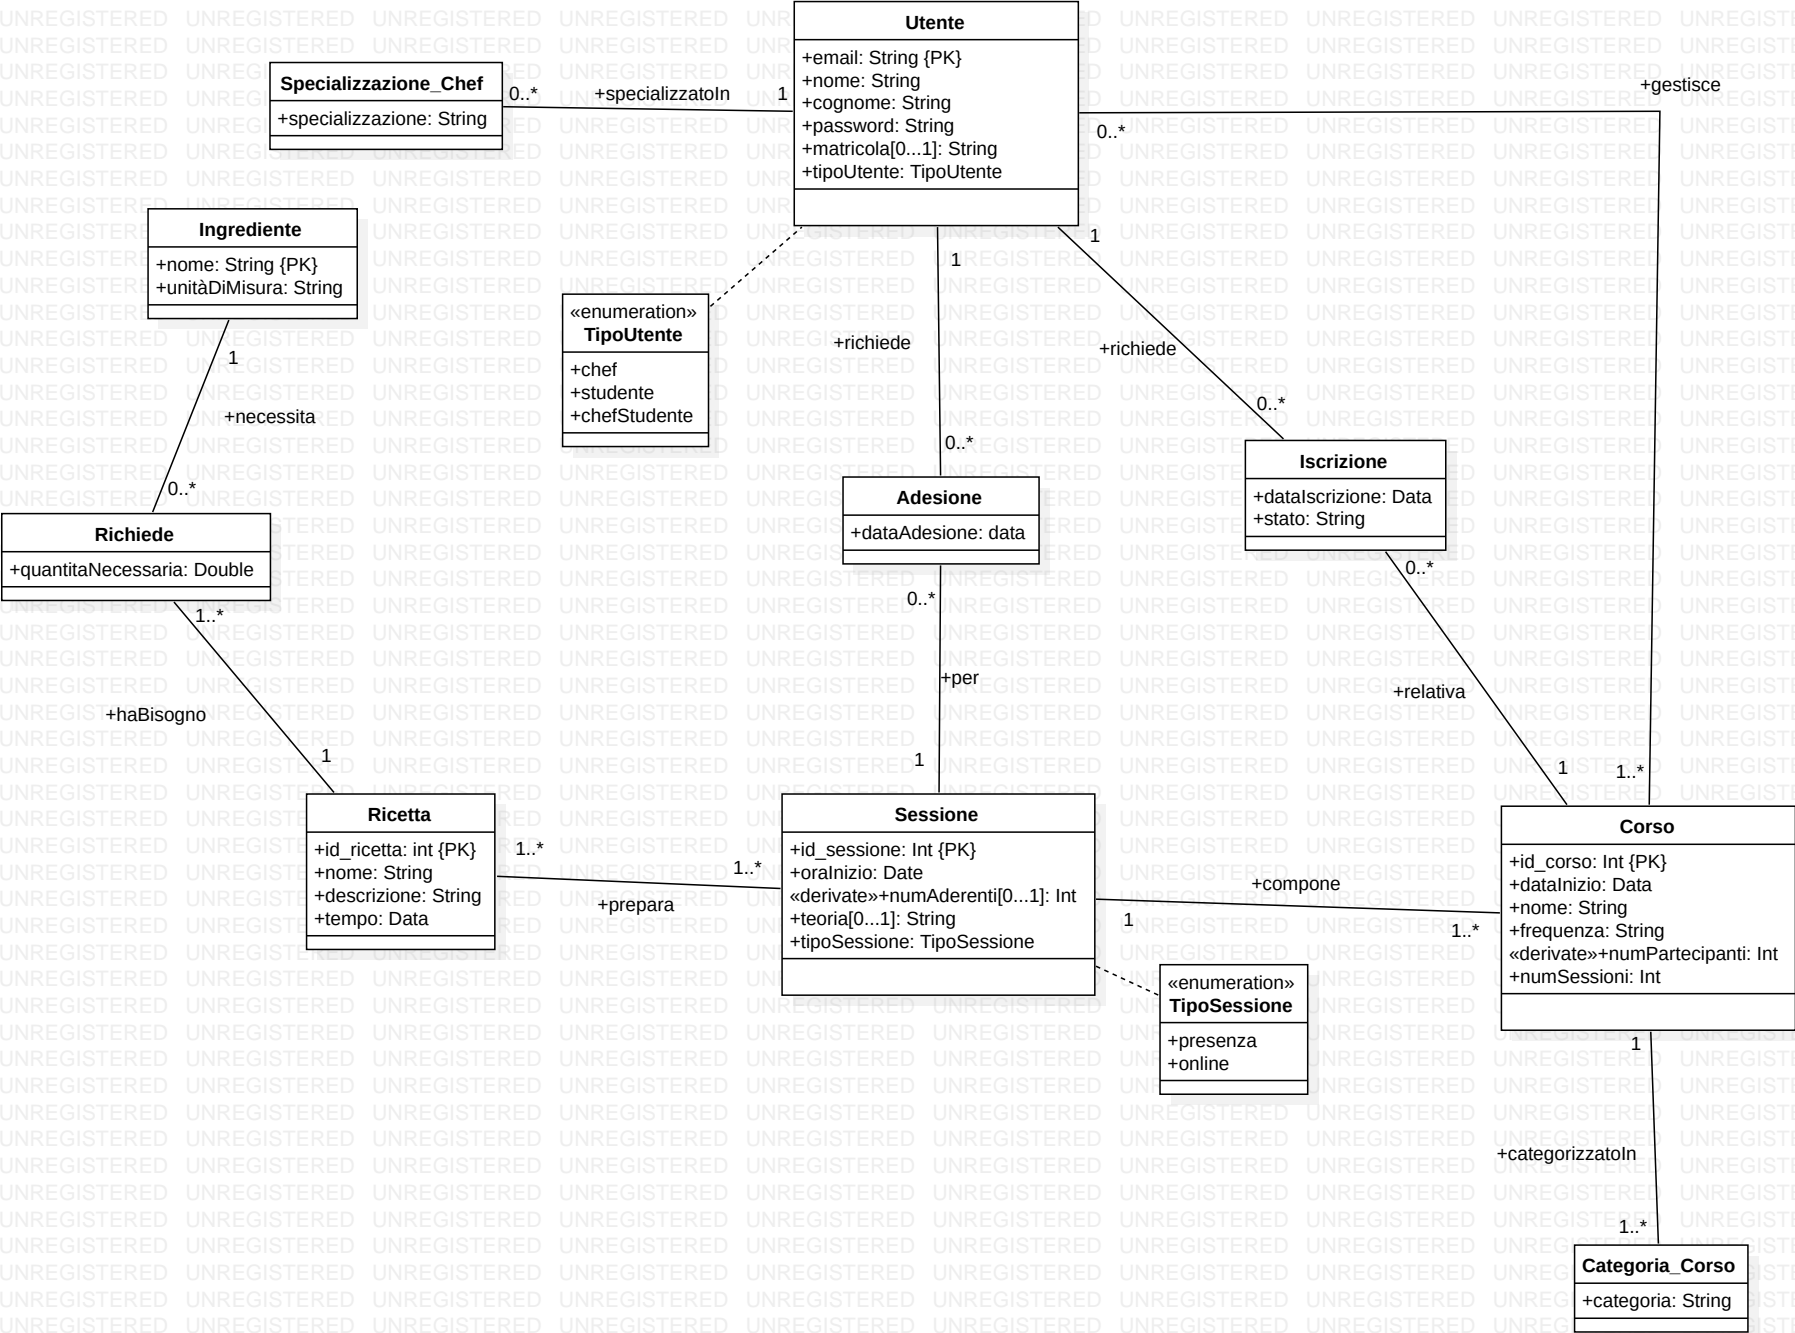 Utente
+email: String {PK}
+nome: String
+cognome: String
+password: String
+matricola[0...1]: String
+tipoUtente: TipoUtente
Specializzazione_Chef
+specializzazione: String
0..*
+specializzatoIn
1
+gestisce
0..*
1..*
Ingrediente
+nome: String {PK}
+unitàDiMisura: String
1
+necessita
0..*
«enumeration»
TipoUtente
+chef
+studente
+chefStudente
1
+richiede
0..*
1
+richiede
0..*
Richiede
+quantitaNecessaria: Double
1..*
+haBisogno
1
Adesione
+dataAdesione: data
0..*
+per
1
Iscrizione
+dataIscrizione: Data
+stato: String
0..*
+relativa
1
Ricetta
+id_ricetta: int {PK}
+nome: String
+descrizione: String
+tempo: Data
1..*
+prepara
1..*
Sessione
+id_sessione: Int {PK}
+oraInizio: Date
«derivate»+numAderenti[0...1]: Int
+teoria[0...1]: String
+tipoSessione: TipoSessione
+compone
1
1..*
«enumeration»
TipoSessione
+presenza
+online
Corso
+id_corso: Int {PK}
+dataInizio: Data
+nome: String
+frequenza: String
«derivate»+numPartecipanti: Int
+numSessioni: Int
1
+categorizzatoIn
1..*
Categoria_Corso
+categoria: String
UNREGISTERED